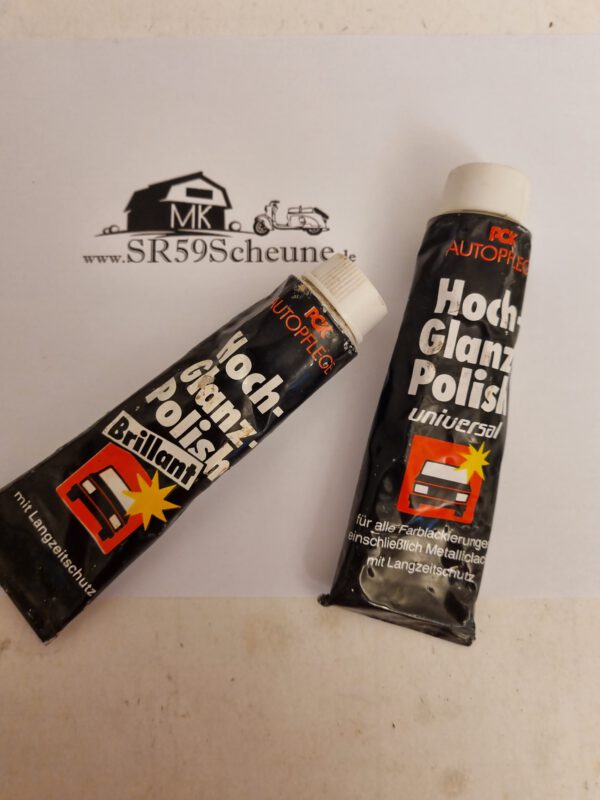 MK
www.SR59Scheune.de
PCK
AUTOPFLEGE
Hoch-
Glanz-
Polish
Brillant
mit Langzeitschutz
PCK
AUTOPFLEGE
Hoch-
Glanz
Polish
universal
für alle Farblackierungen
einschließlich Metalliclac
mit Langzeitschutz